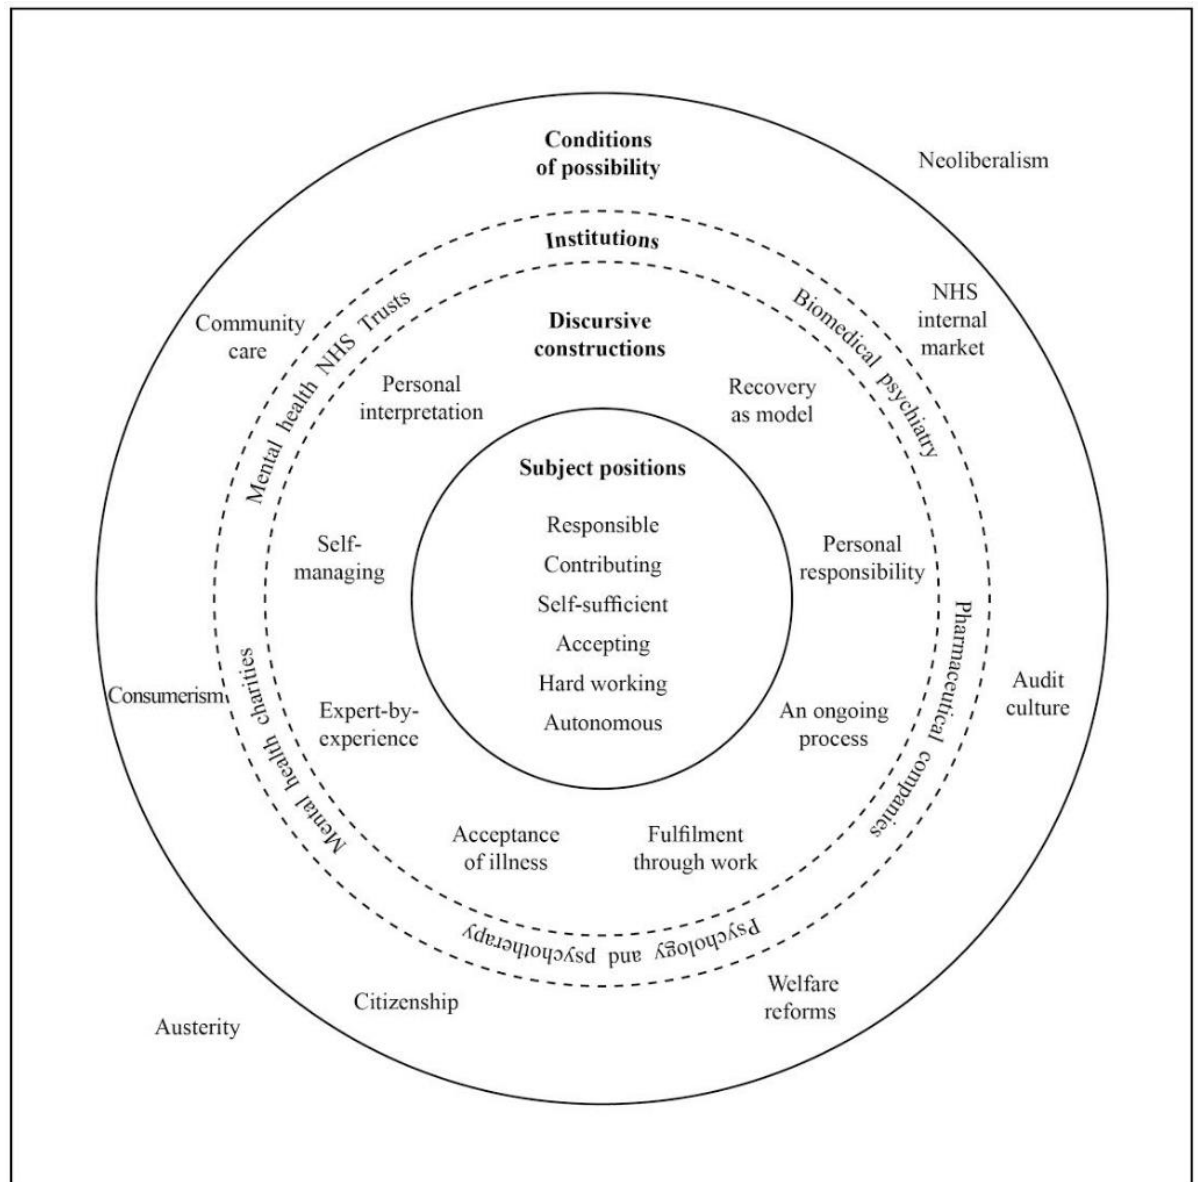 Conditions
of possibility
Neoliberalism
Institutions
NHS
internal
market
Community
care
Mental health NHS Trusts
Biomedical psychiatry
Discursive
constructions
Personal
interpretation
Recovery
as model
Subject positions
Responsible
Contributing
Self-sufficient
Accepting
Hard working
Autonomous
Self-
managing
Personal
responsibility
Consumerism
Mental health charities
Pharmaceutical companies
Audit
culture
Expert-by-
experience
An ongoing
process
Acceptance
of illness
Fulfilment
through work
Psychology and psychotherapy
Citizenship
Welfare
reforms
Austerity